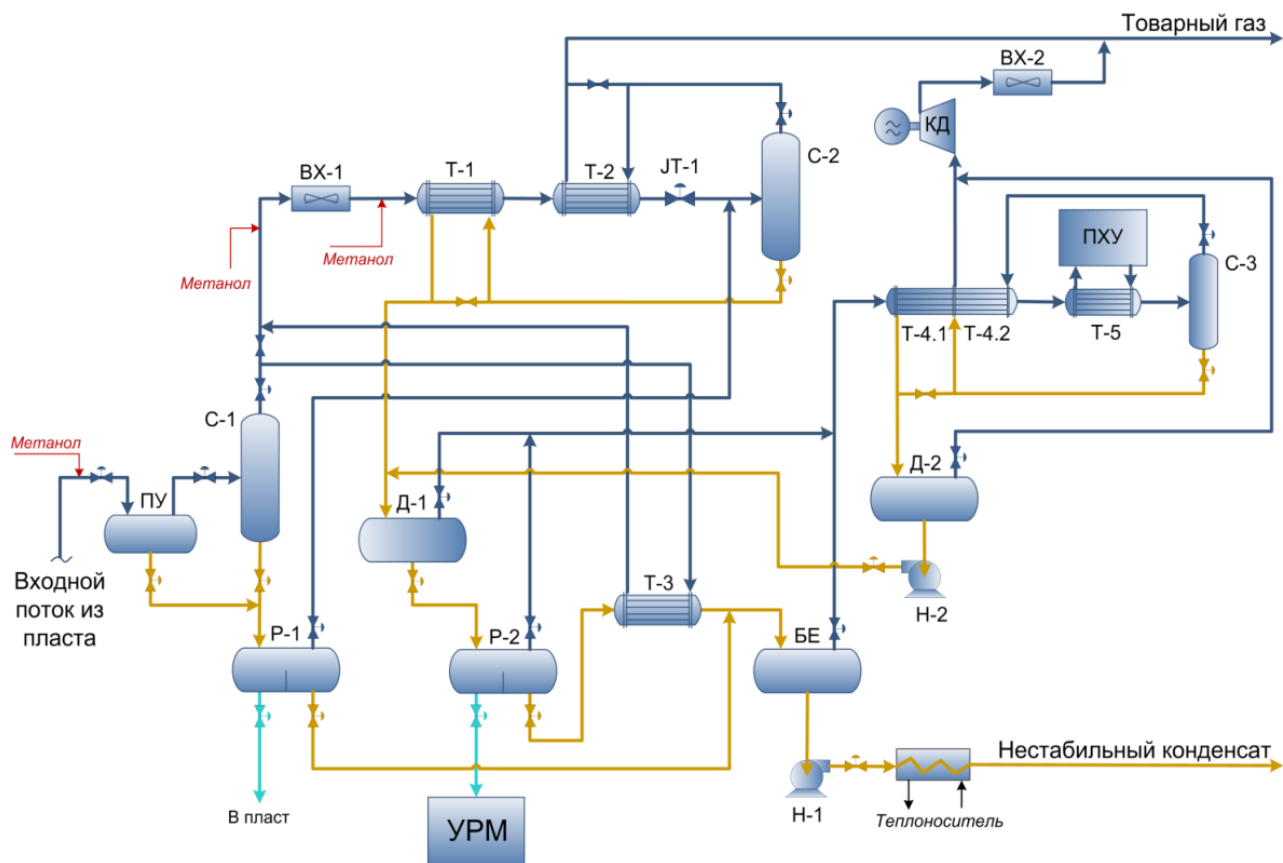 Товарный газ
ВХ-2
КД
С-2
ВХ-1
Т-1
Т-2
JT-1
Метанол
Метанол
ПХУ
С-3
Т-4.1
Т-4.2
Т-5
С-1
Метанол
ПУ
Д-1
Д-2
Входной
поток из
пласта
Т-3
Н-2
Р-1
Р-2
БЕ
Нестабильный конденсат
В пласт
УРМ
Н-1
Теплоноситель